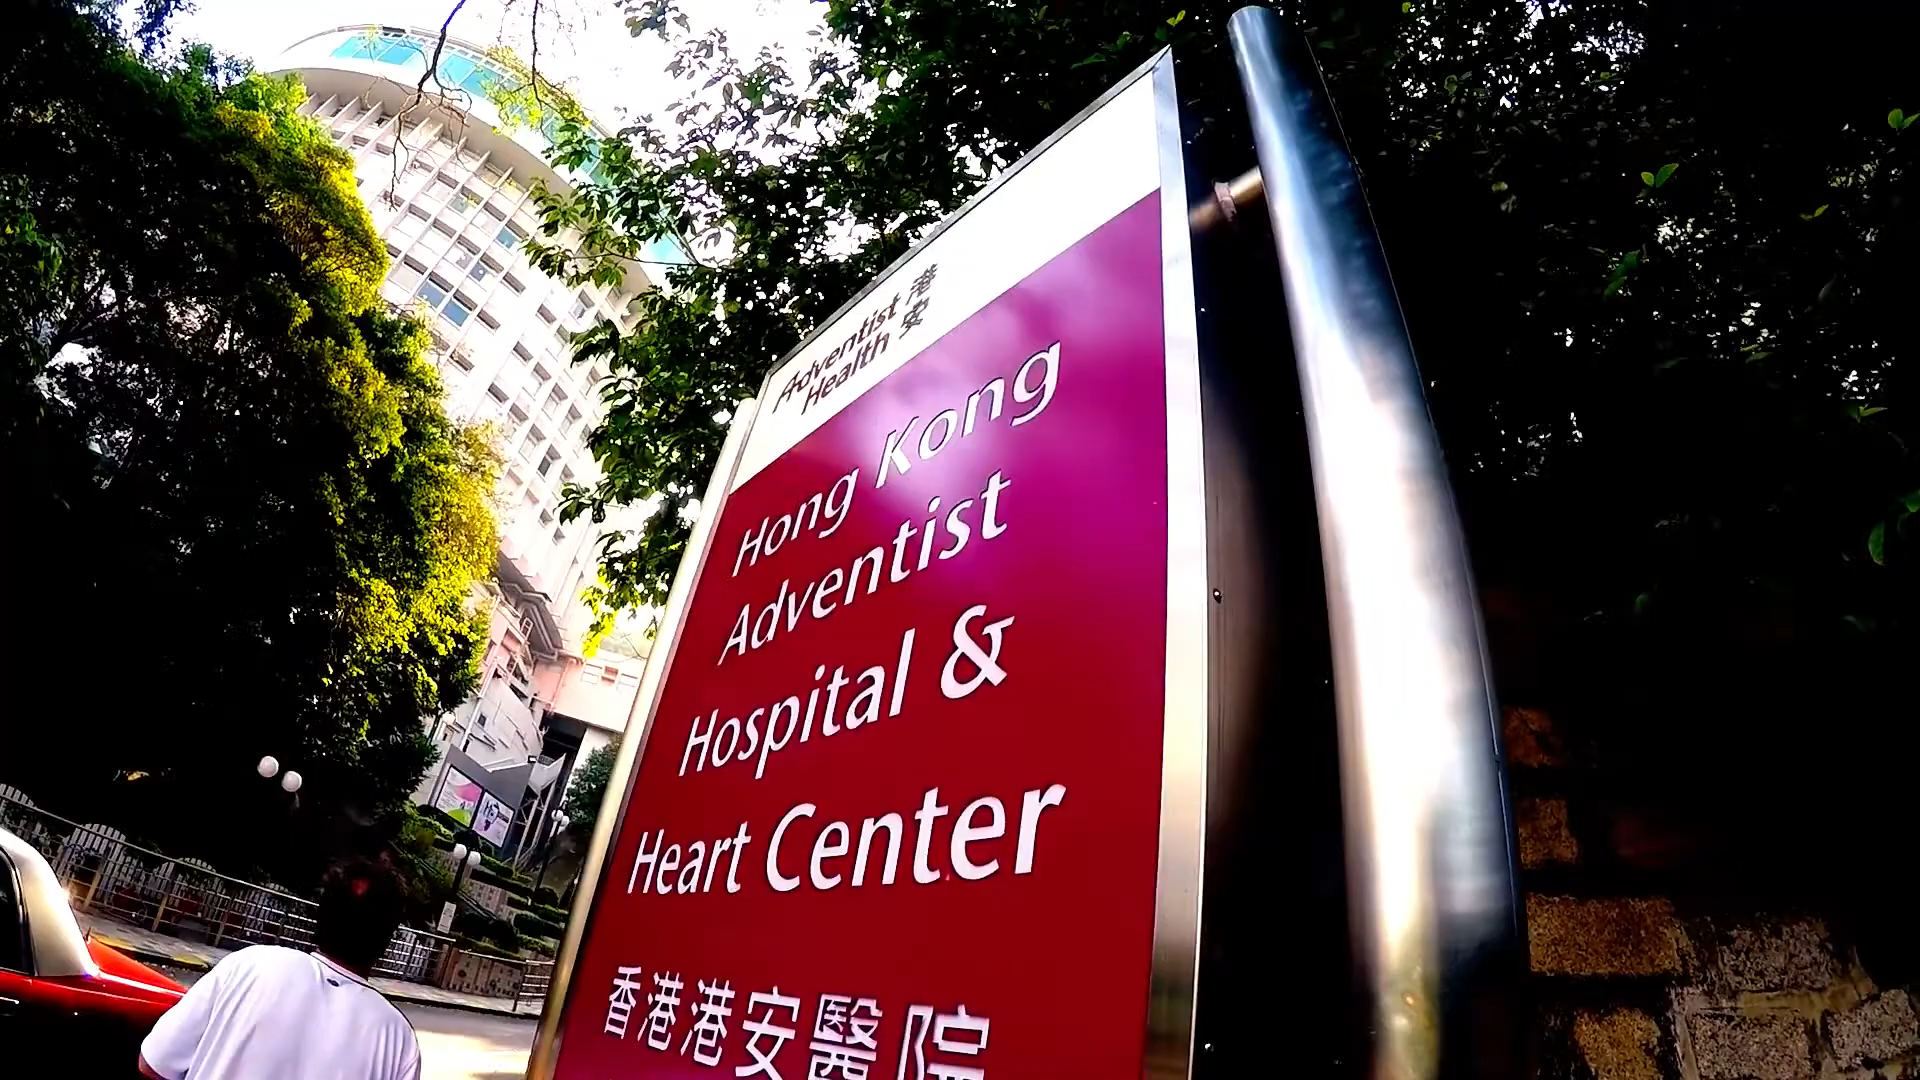 Adventist
Health
港安
Hong Kong
Adventist
Hospital &
Heart Center
香港港安醫院